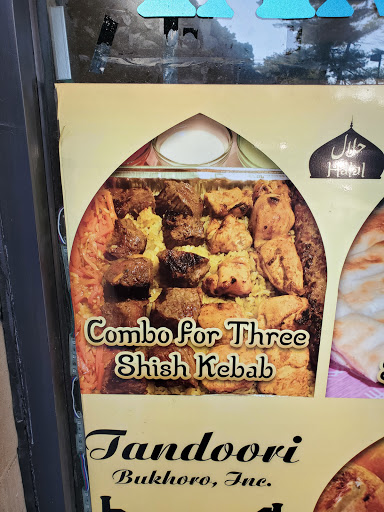 حلال
Halal
Combo for Three
Shish Kebab
Tandoori
Bukhoro, Inc.